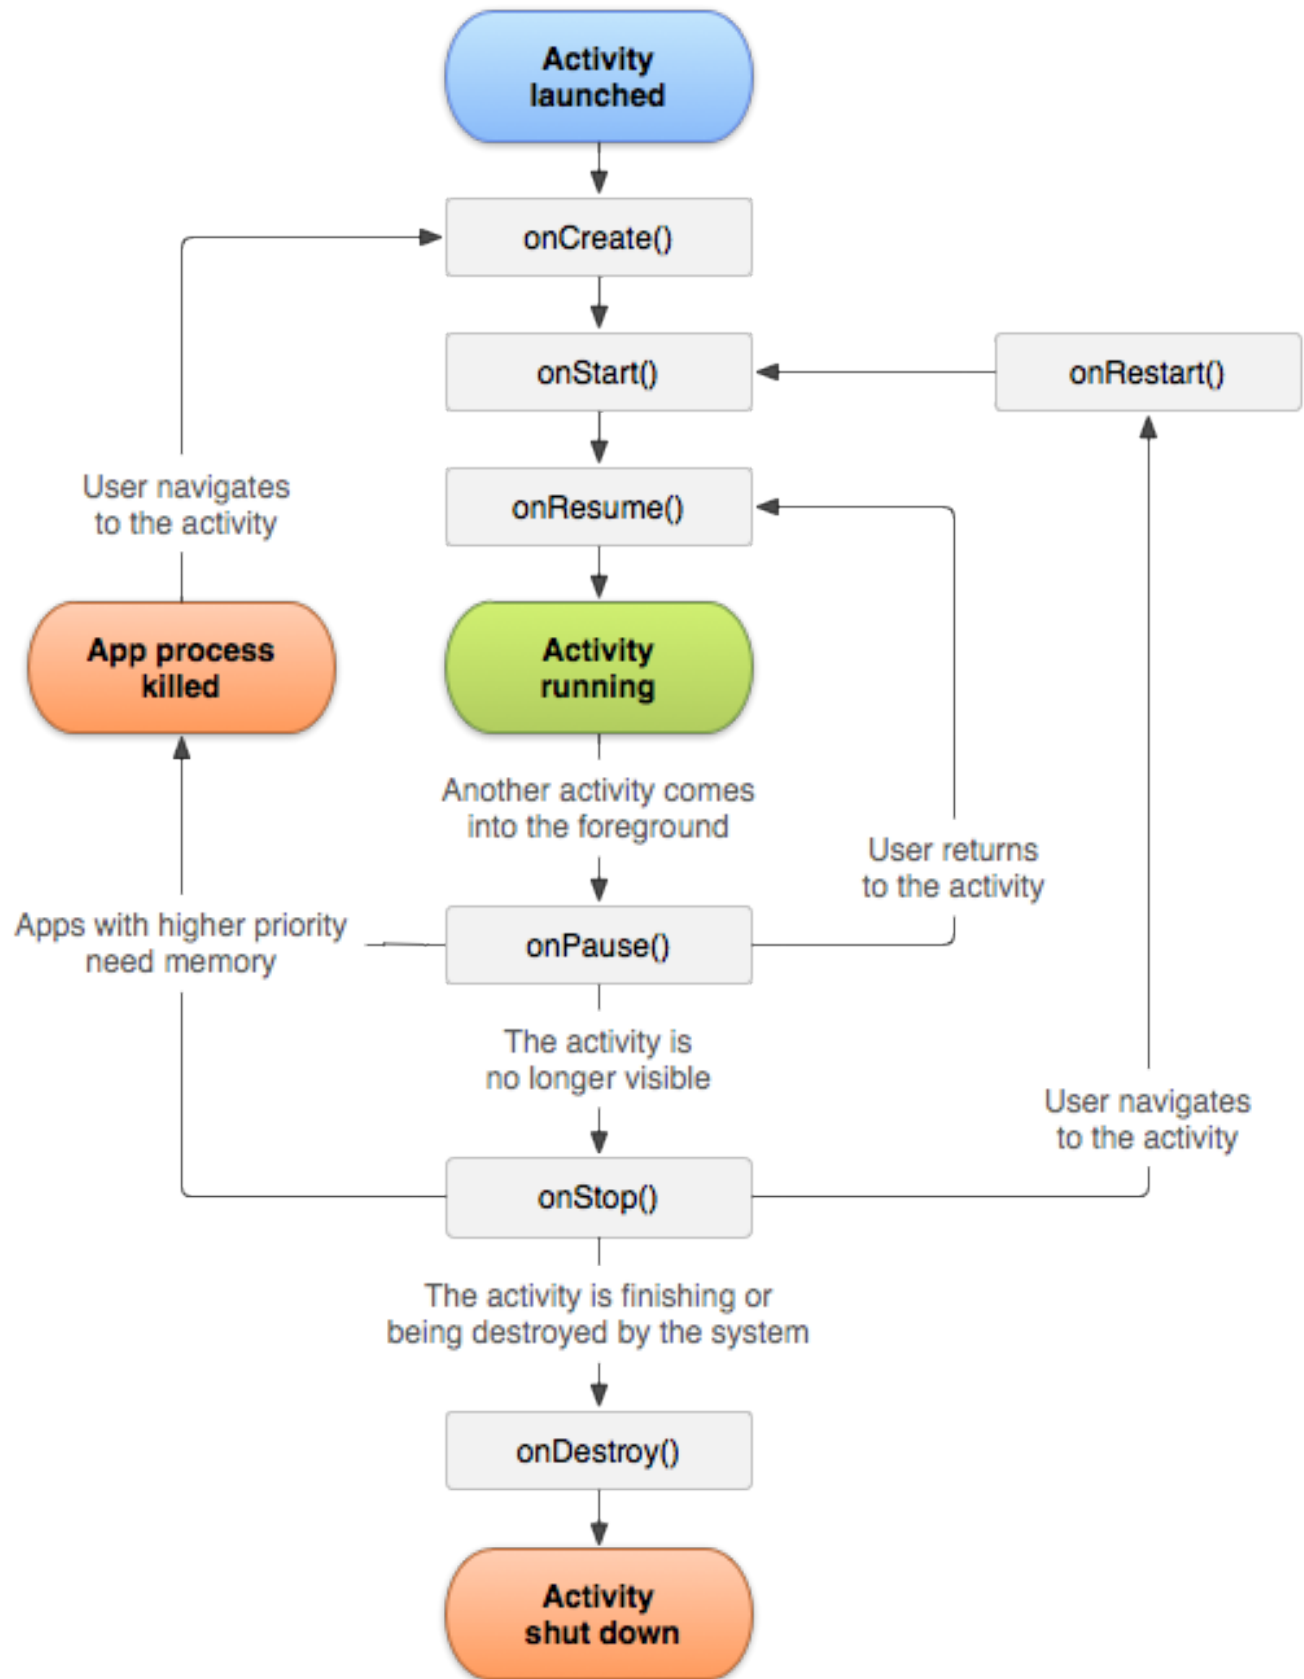 Activity
launched
onCreate()
onStart()
onRestart()
User navigates
to the activity
onResume()
App process
killed
Activity
running
Another activity comes
into the foreground
User returns
to the activity
Apps with higher priority
need memory
onPause()
The activity is
no longer visible
User navigates
to the activity
onStop()
The activity is finishing or
being destroyed by the system
onDestroy()
Activity
shut down